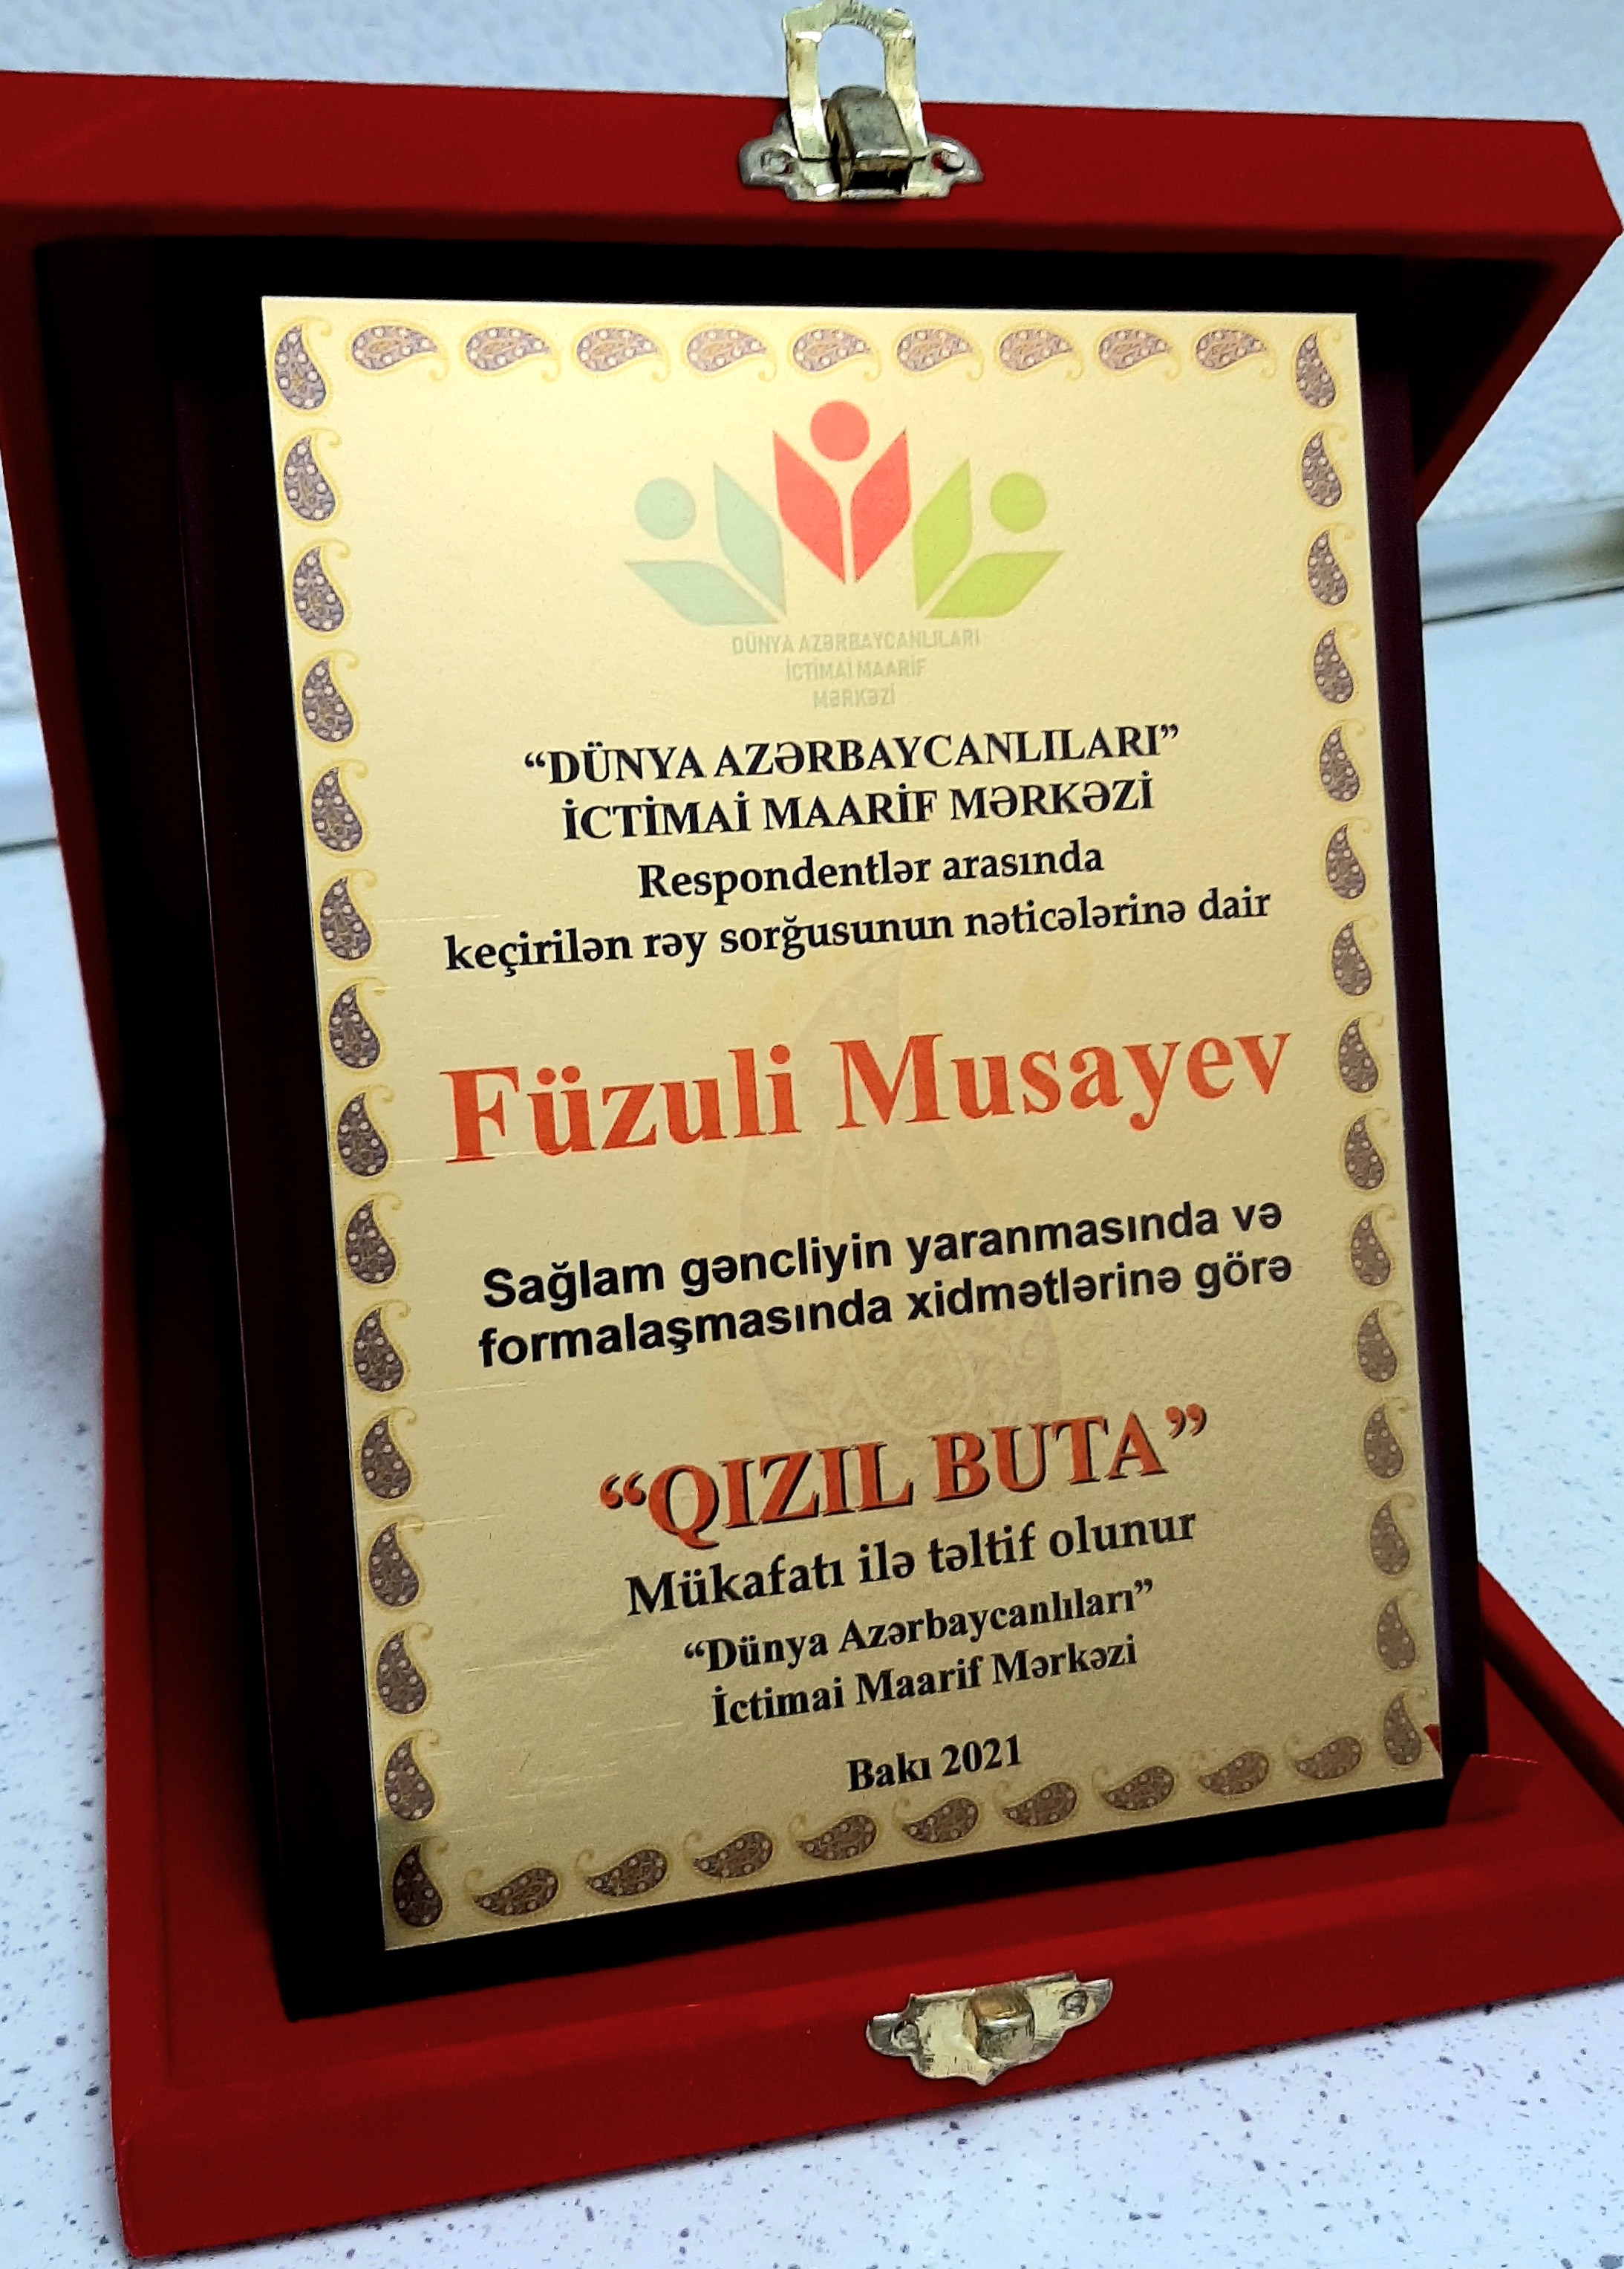 DÜNYA AZƏRBAYCANLILARI
İCTİMAİ MAARİF
MƏRKƏZİ
“DÜNYA AZƏRBAYCANLILARI”
İCTİMAİ MAARİF MƏRKƏZİ
Respondentlər arasında
keçirilən rəy sorğusunun nəticələrinə dair
Füzuli Musayev
Sağlam gəncliyin yaranmasında və
formalaşmasında xidmətlərinə görə
“QIZIL BUTA”
Mükafatı ilə təltif olunur
“Dünya Azərbaycanlıları”
İctimai Maarif Mərkəzi
Bakı 2021